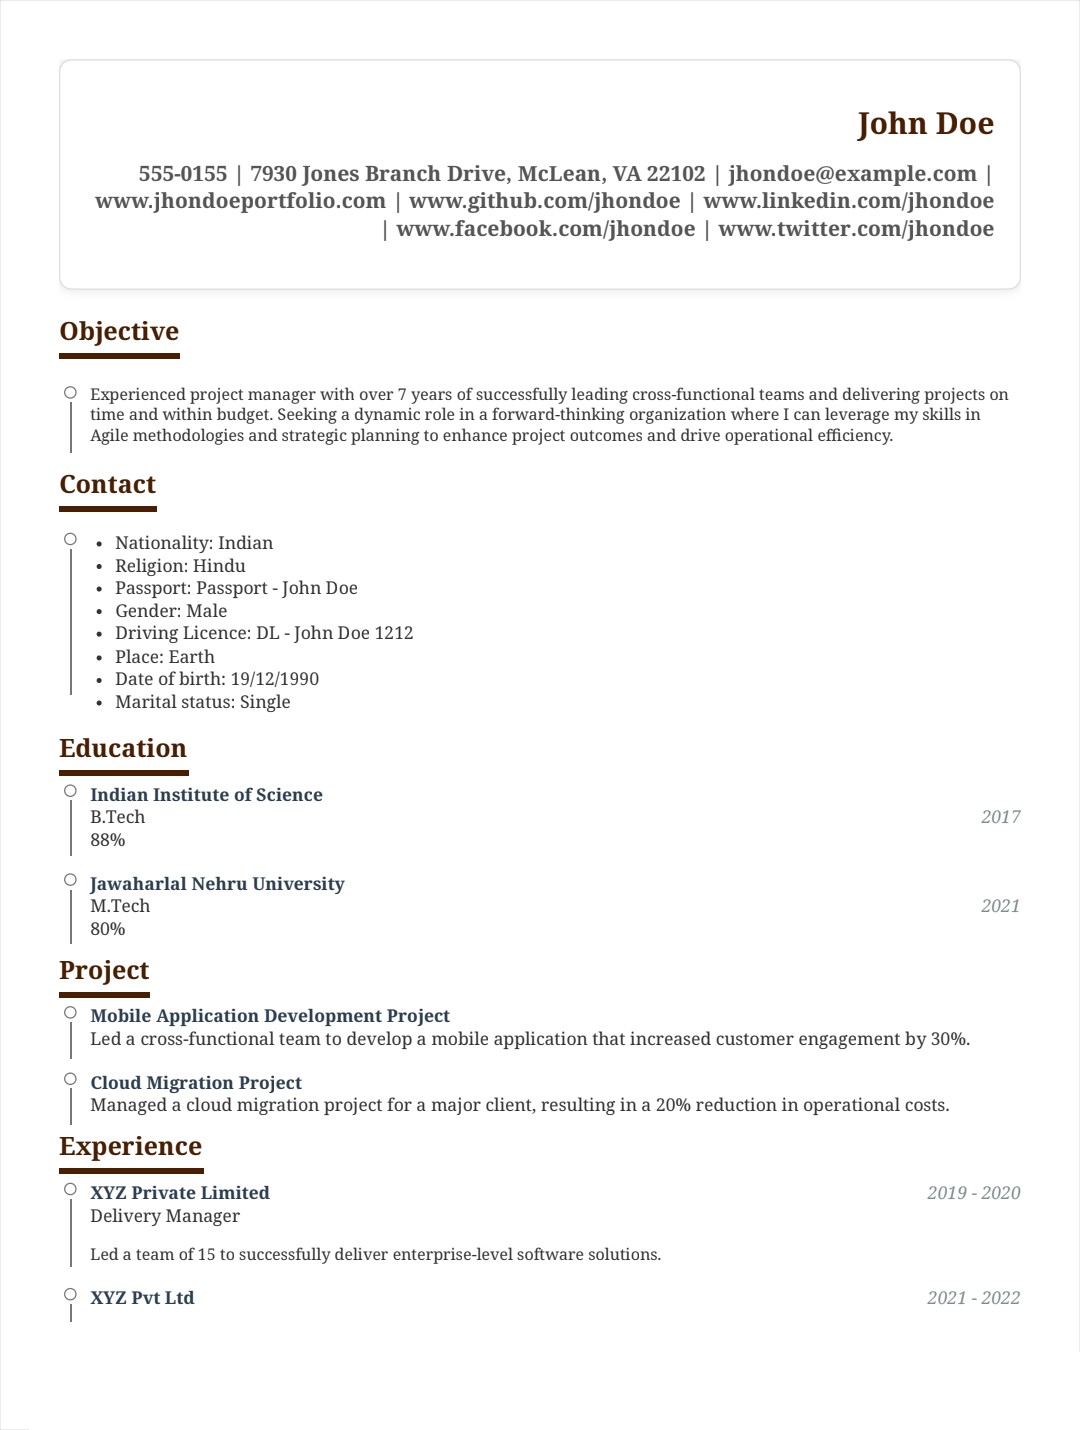 John Doe
555-0155 | 7930 Jones Branch Drive, McLean, VA 22102 | jhondoe@example.com |
www.jhondoeportfolio.com | www.github.com/jhondoe | www.linkedin.com/jhondoe
| www.facebook.com/jhondoe | www.twitter.com/jhondoe
Objective
Experienced project manager with over 7 years of successfully leading cross-functional teams and delivering projects on
time and within budget. Seeking a dynamic role in a forward-thinking organization where I can leverage my skills in
Agile methodologies and strategic planning to enhance project outcomes and drive operational efficiency.
Contact
• Nationality: Indian
• Religion: Hindu
• Passport: Passport - John Doe
• Gender: Male
• Driving Licence: DL - John Doe 1212
• Place: Earth
• Date of birth: 19/12/1990
• Marital status: Single
Education
Indian Institute of Science
B.Tech 2017
88%
Jawaharlal Nehru University
M.Tech 2021
80%
Project
Mobile Application Development Project
Led a cross-functional team to develop a mobile application that increased customer engagement by 30%.
Cloud Migration Project
Managed a cloud migration project for a major client, resulting in a 20% reduction in operational costs.
Experience
XYZ Private Limited 2019 - 2020
Delivery Manager
Led a team of 15 to successfully deliver enterprise-level software solutions.
XYZ Pvt Ltd 2021 - 2022